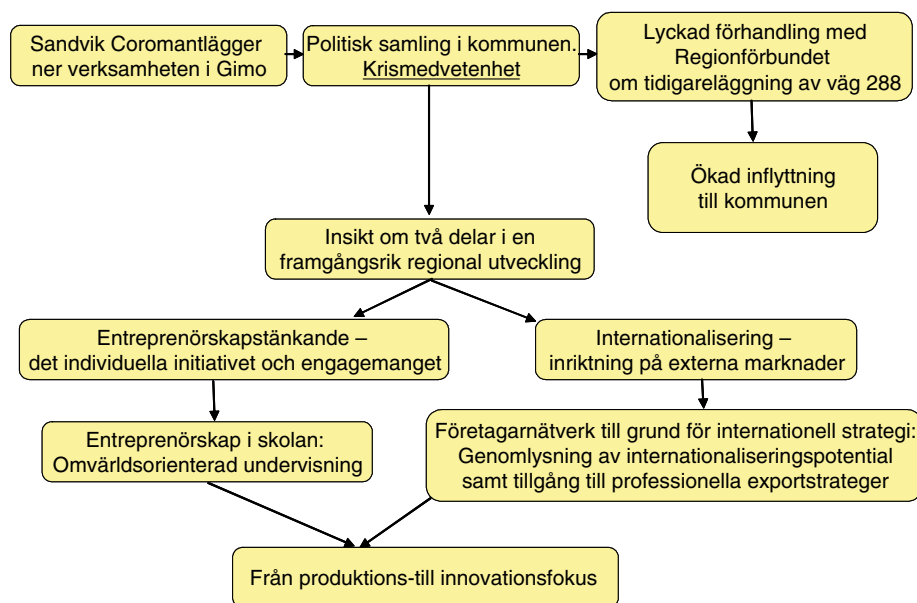 Sandvik Coromantlägger
ner verksamheten i Gimo
Politisk samling i kommunen.
Krismedvetenhet
Lyckad förhandling med
Regionförbundet
om tidigareläggning av väg 288
Ökad inflyttning
till kommunen
Insikt om två delar i en
framgångsrik regional utveckling
Entreprenörskapstänkande –
det individuella initiativet och engagemanget
Internationalisering –
inriktning på externa marknader
Entreprenörskap i skolan:
Omvärldsorienterad undervisning
Företagarnätverk till grund för internationell strategi:
Genomlysning av internationaliseringspotential
samt tillgång till professionella exportstrateger
Från produktions-till innovationsfokus